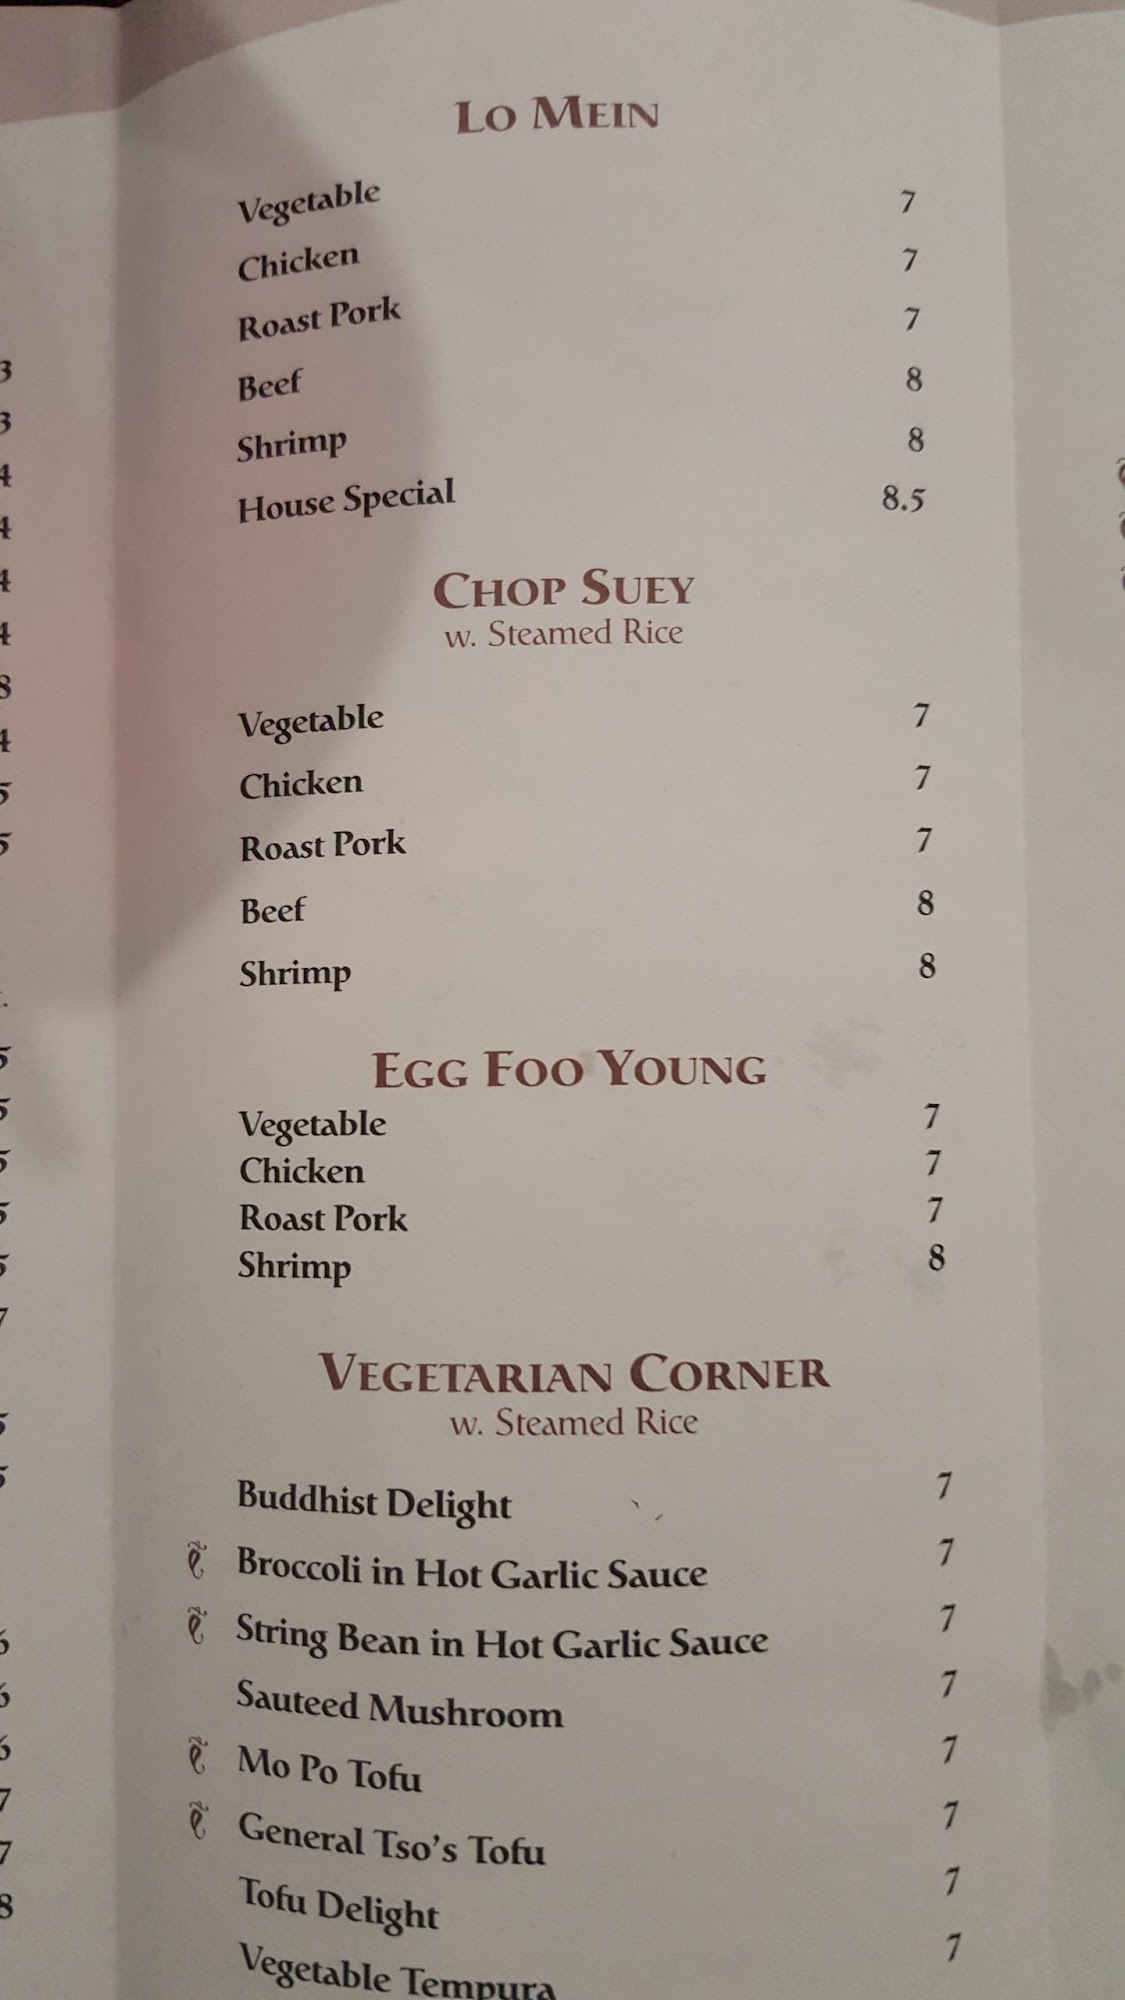 LO MEIN
Vegetable 7
Chicken 7
Roast Pork 7
Beef 8
Shrimp 8
House Special 8.5
CHOP SUEY
w. Steamed Rice
Vegetable 7
Chicken 7
Roast Pork 7
Beef 8
Shrimp 8
EGG FOO YOUNG
Vegetable 7
Chicken 7
Roast Pork 7
Shrimp 8
VEGETARIAN CORNER
w. Steamed Rice
Buddhist Delight 7
Broccoli in Hot Garlic Sauce 7
String Bean in Hot Garlic Sauce 7
Sauteed Mushroom 7
Mo Po Tofu 7
General Tso's Tofu 7
Tofu Delight 7
Vegetable Tempura 7